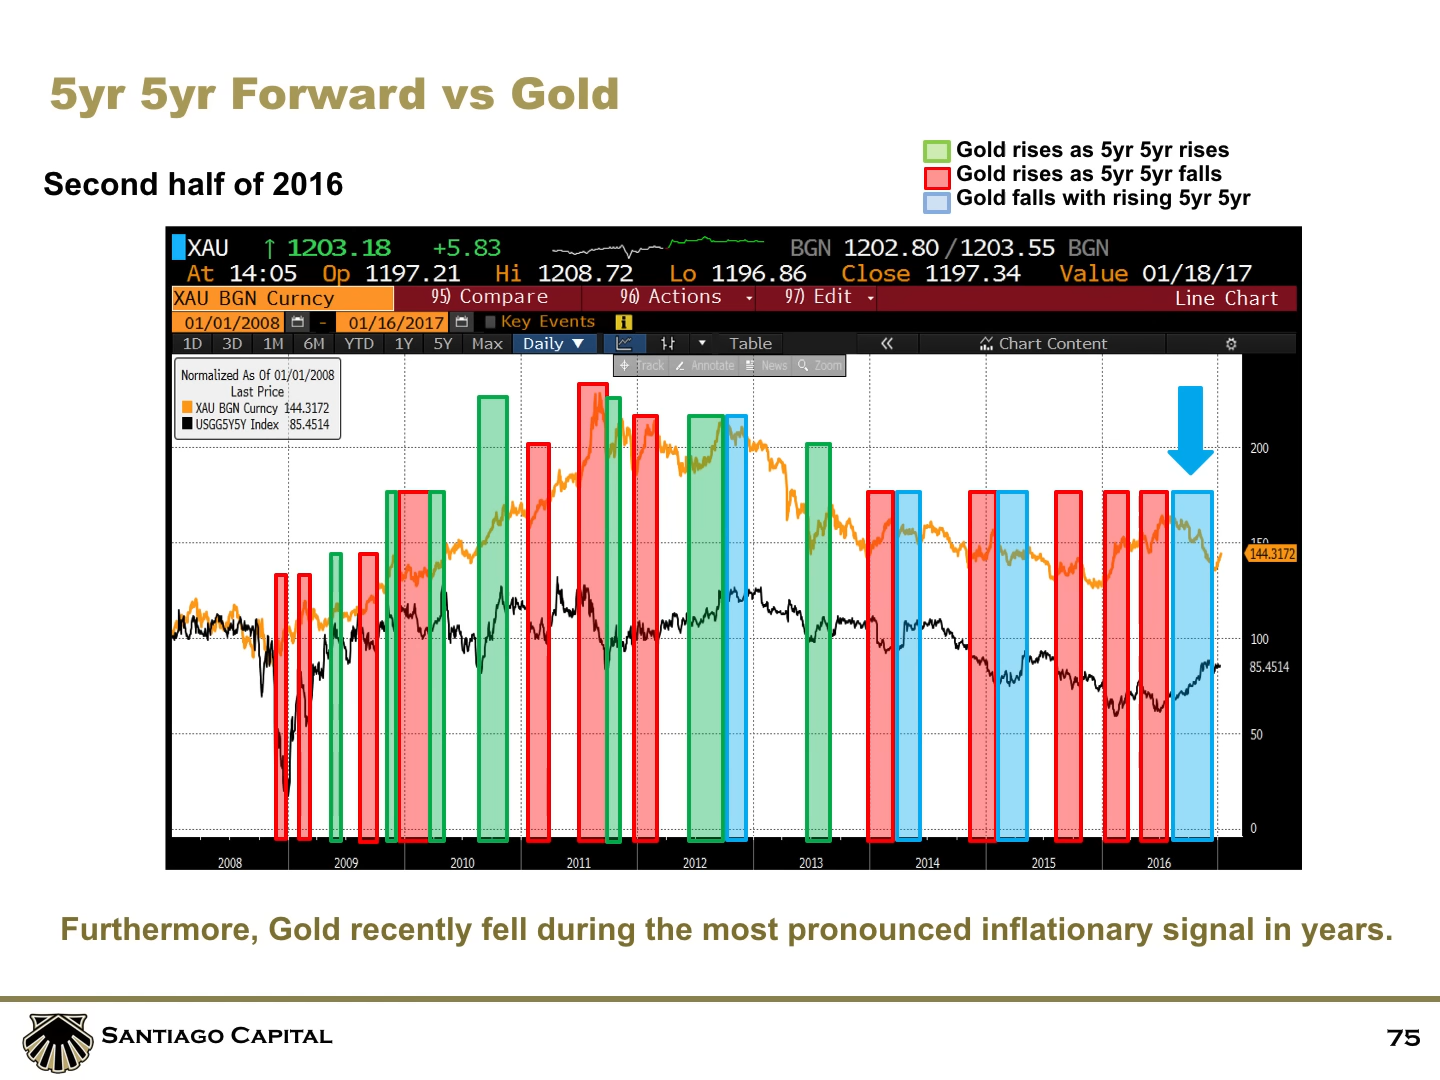 5yr 5yr Forward vs Gold
Second half of 2016
Gold rises as 5yr 5yr rises
Gold rises as 5yr 5yr falls
Gold falls with rising 5yr 5yr
XAU ↑ 1203.18 +5.83 BGN 1202.80 /1203.55 BGN
At 14:05 Op 1197.21 Hi 1208.72 Lo 1196.86 Close 1197.34 Value 01/18/17
XAU BGN Curncy 95) Compare 96) Actions 97) Edit Line Chart
01/01/2008 - 01/16/2017 Key Events
1D 3D 1M 6M YTD 1Y 5Y Max Daily ▼ Table « Chart Content
Track Annotate News Zoom
Normalized As Of 01/01/2008
Last Price
XAU BGN Curncy 144.3172
USGG5Y5Y Index 85.4514
200
150
144.3172
100
85.4514
50
0
2008 2009 2010 2011 2012 2013 2014 2015 2016
Furthermore, Gold recently fell during the most pronounced inflationary signal in years.
Santiago Capital
75